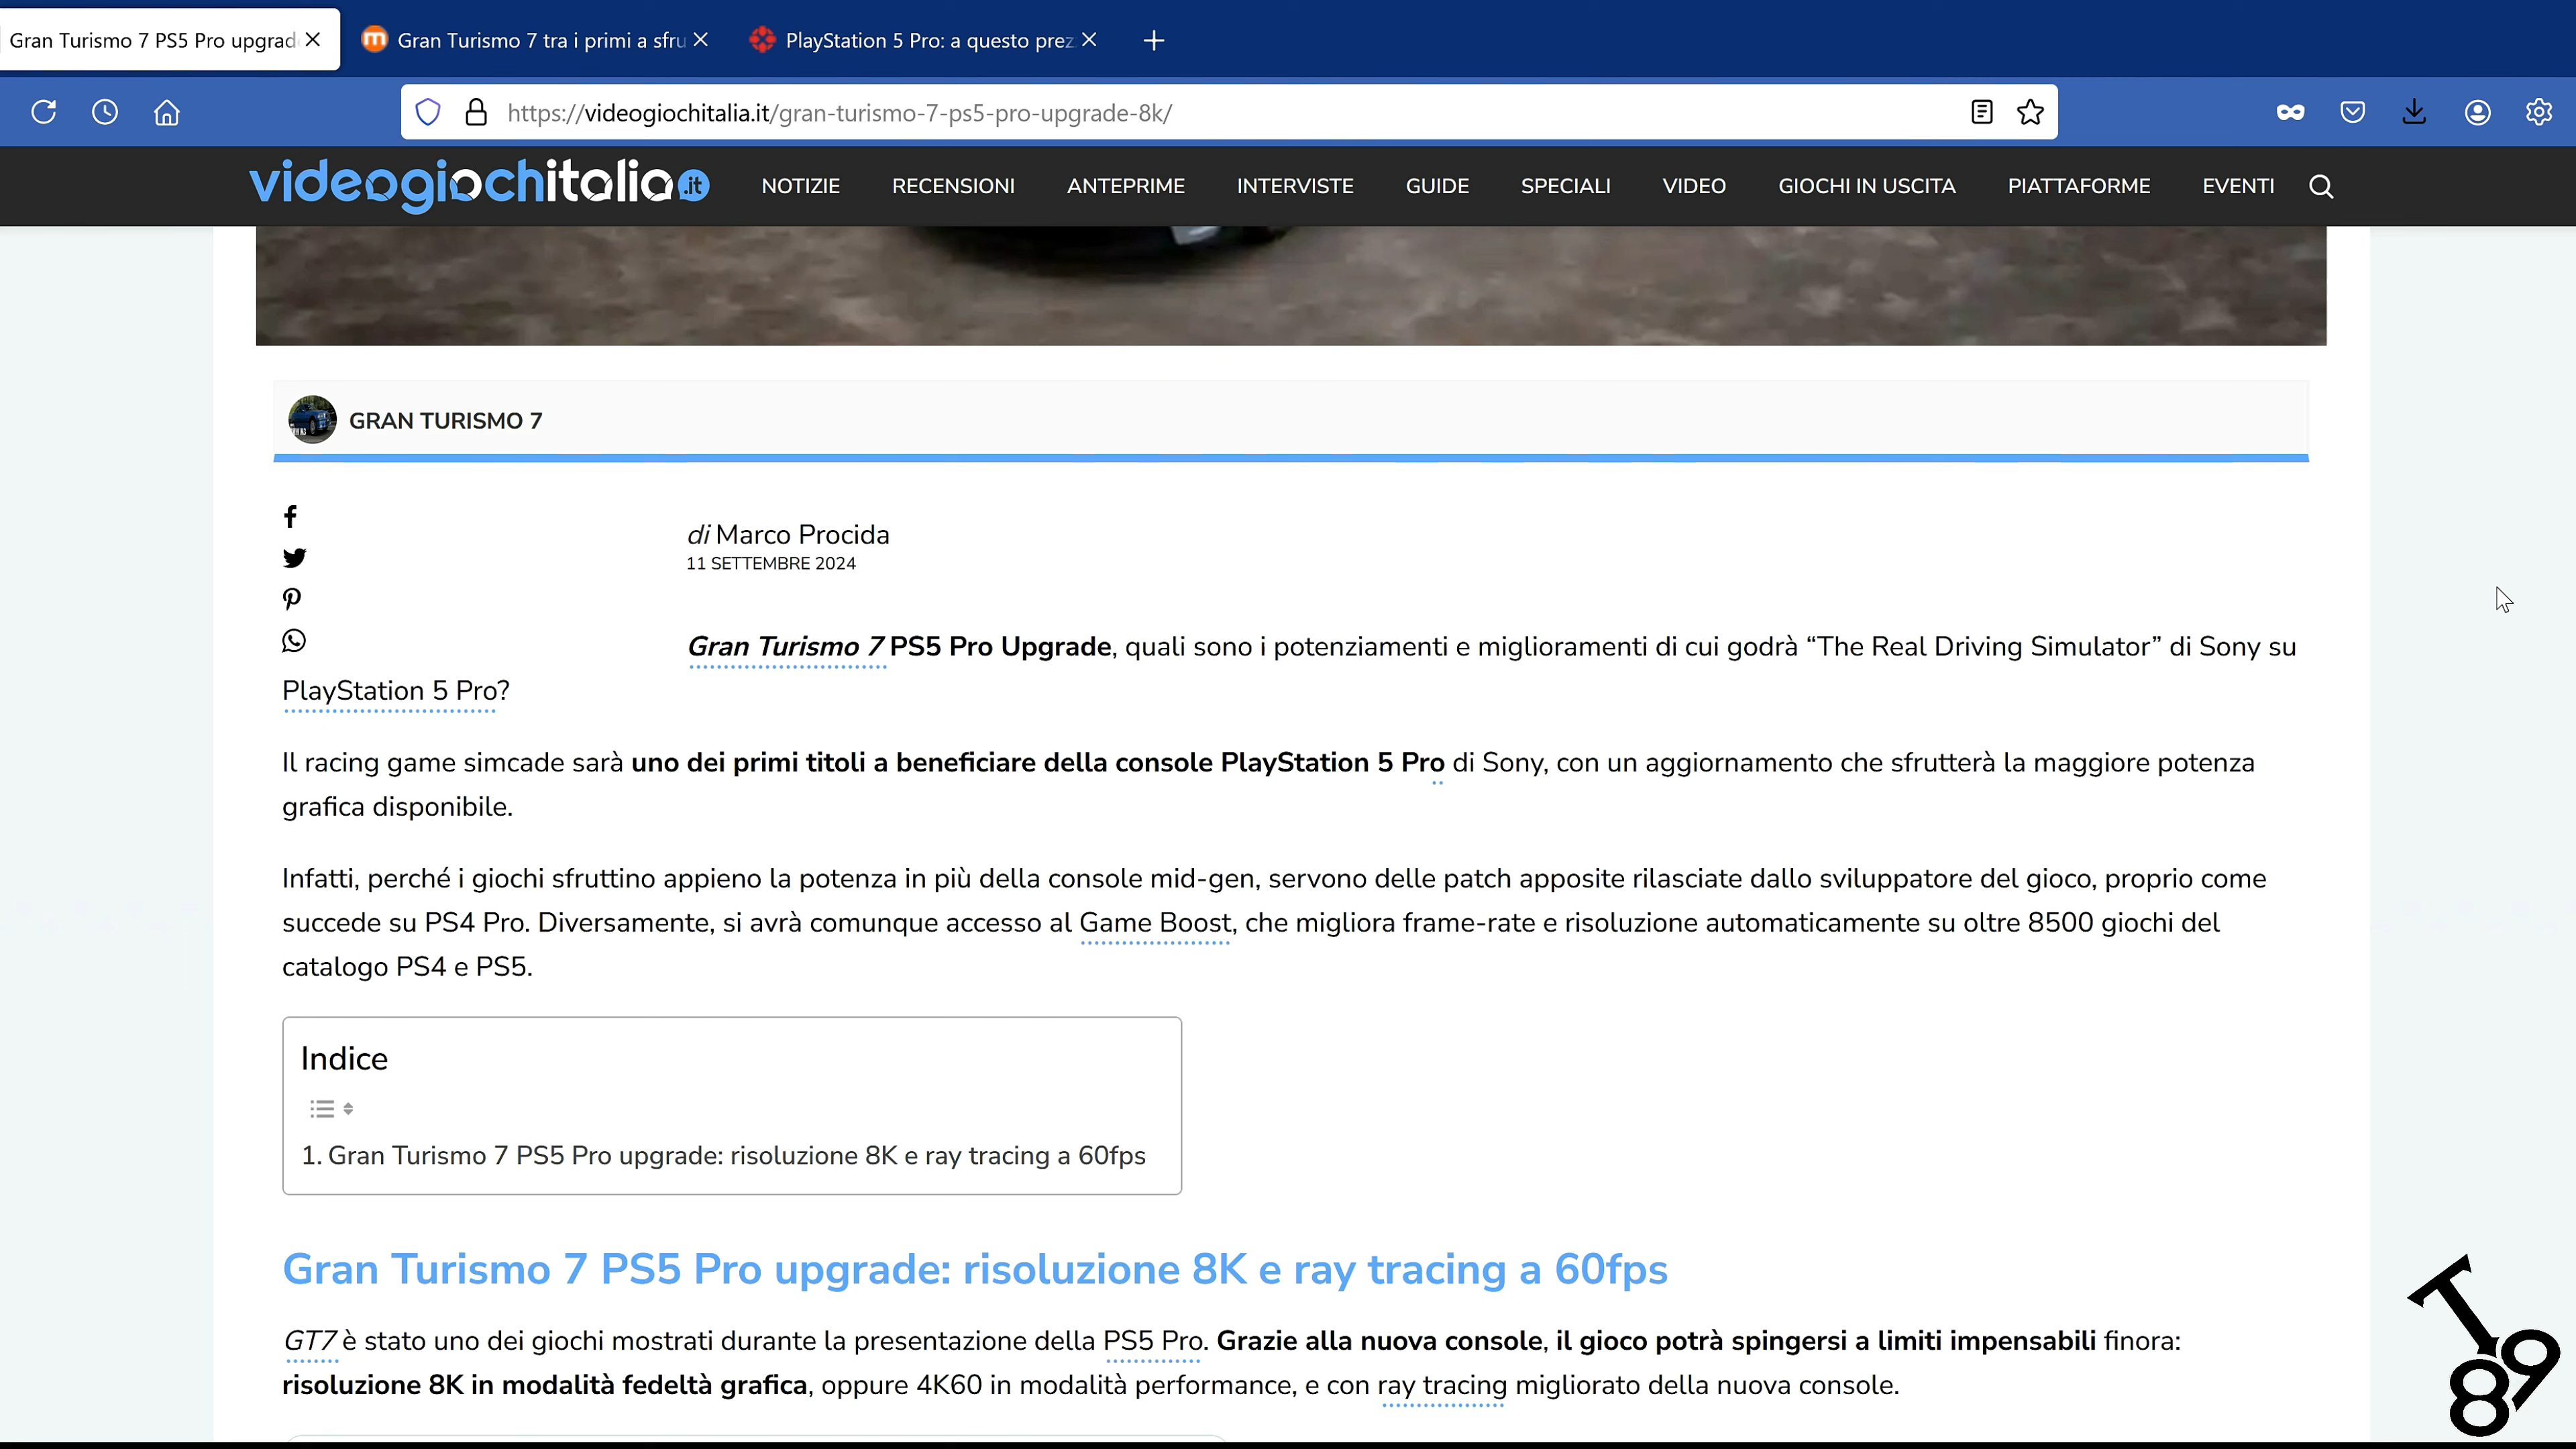 Gran Turismo 7 PS5 Pro upgrad
Gran Turismo 7 tra i primi a sfru
PlayStation 5 Pro: a questo prez
https://videogiochitalia.it/gran-turismo-7-ps5-pro-upgrade-8k/
videogiochitalia.it
NOTIZIE RECENSIONI ANTEPRIME INTERVISTE GUIDE SPECIALI VIDEO GIOCHI IN USCITA PIATTAFORME EVENTI
GRAN TURISMO 7
di Marco Procida
11 SETTEMBRE 2024
Gran Turismo 7 PS5 Pro Upgrade, quali sono i potenziamenti e miglioramenti di cui godrà “The Real Driving Simulator” di Sony su
PlayStation 5 Pro?
Il racing game simcade sarà uno dei primi titoli a beneficiare della console PlayStation 5 Pro di Sony, con un aggiornamento che sfrutterà la maggiore potenza
grafica disponibile.
Infatti, perché i giochi sfruttino appieno la potenza in più della console mid-gen, servono delle patch apposite rilasciate dallo sviluppatore del gioco, proprio come
succede su PS4 Pro. Diversamente, si avrà comunque accesso al Game Boost, che migliora frame-rate e risoluzione automaticamente su oltre 8500 giochi del
catalogo PS4 e PS5.
Indice
1. Gran Turismo 7 PS5 Pro upgrade: risoluzione 8K e ray tracing a 60fps
Gran Turismo 7 PS5 Pro upgrade: risoluzione 8K e ray tracing a 60fps
GT7 è stato uno dei giochi mostrati durante la presentazione della PS5 Pro. Grazie alla nuova console, il gioco potrà spingersi a limiti impensabili finora:
risoluzione 8K in modalità fedeltà grafica, oppure 4K60 in modalità performance, e con ray tracing migliorato della nuova console.
T89